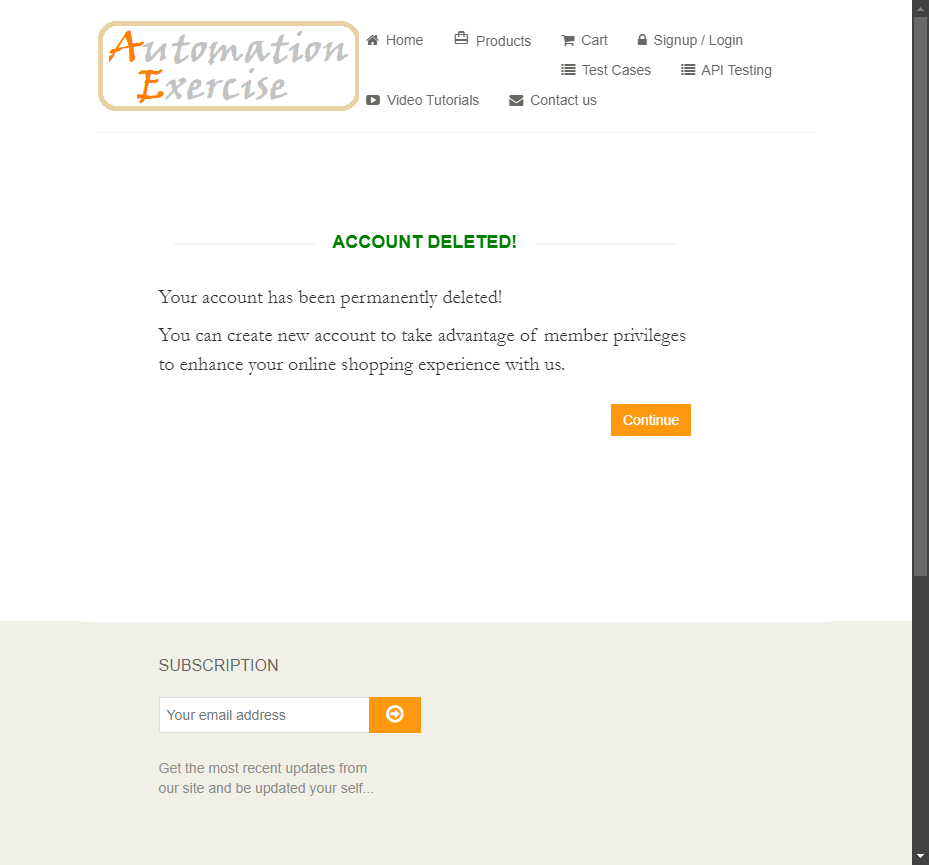 Automation
Exercise
Home Products Cart Signup / Login
Test Cases API Testing
Video Tutorials Contact us
ACCOUNT DELETED!
Your account has been permanently deleted!
You can create new account to take advantage of member privileges
to enhance your online shopping experience with us.
Continue
SUBSCRIPTION
Your email address
Get the most recent updates from
our site and be updated your self...